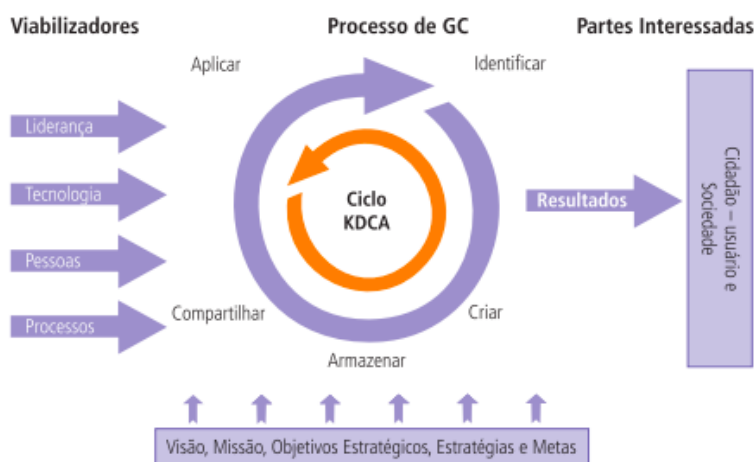 Viabilizadores
Processo de GC
Partes Interessadas
Aplicar
Identificar
Liderança
Tecnologia
Pessoas
Processos
Ciclo
KDCA
Resultados
Cidadão – usuário e
Sociedade
Compartilhar
Criar
Armazenar
Visão, Missão, Objetivos Estratégicos, Estratégias e Metas